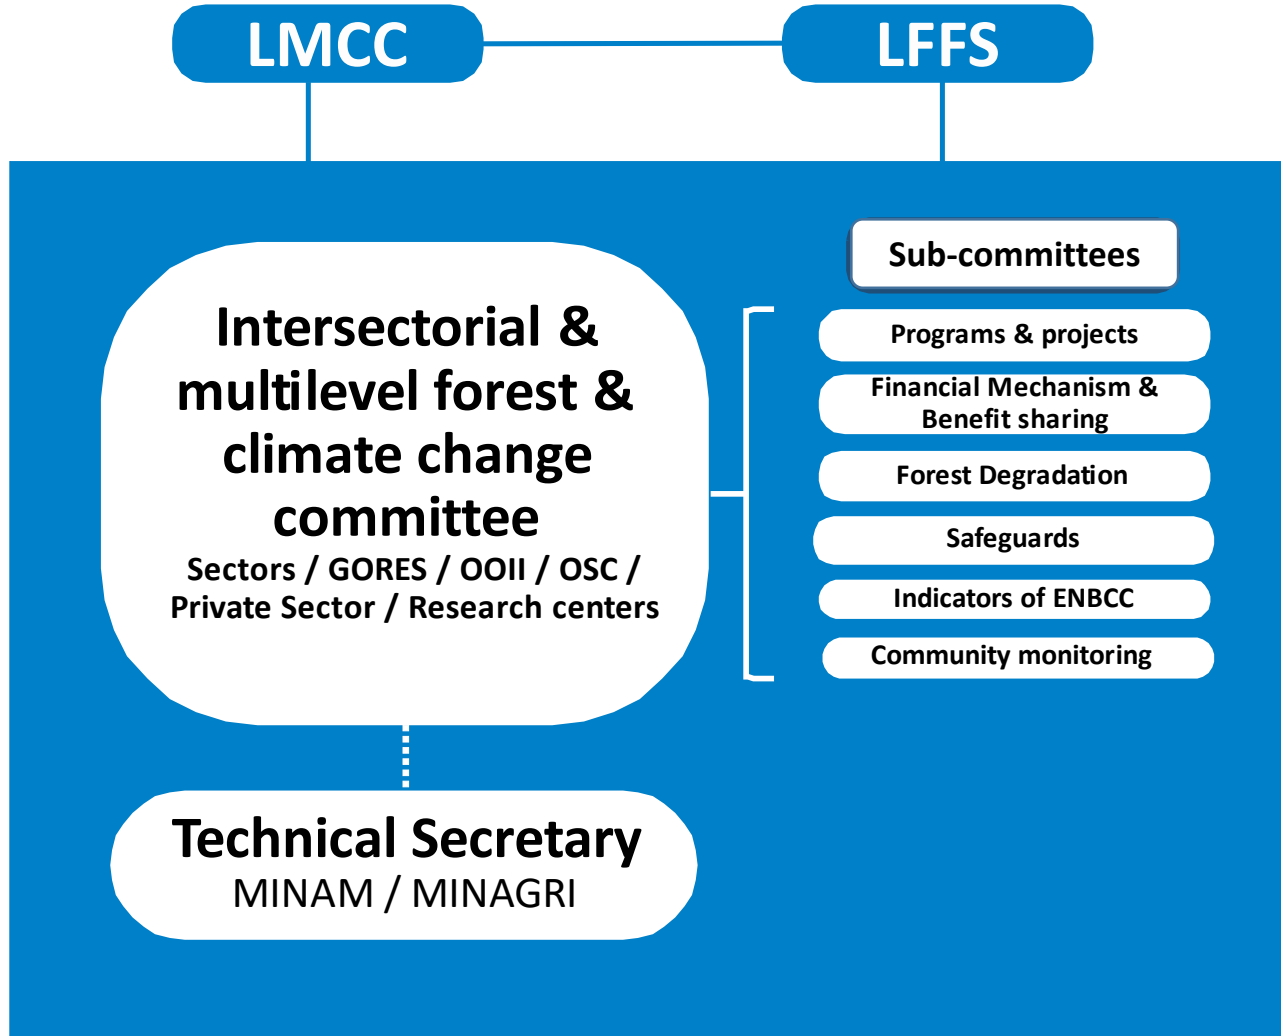 LMCC
LFFS
Intersectorial &
multilevel forest &
climate change
committee
Sectors / GORES / OOII / OSC /
Private Sector / Research centers
Technical Secretary
MINAM / MINAGRI
Sub-committees
Programs & projects
Financial Mechanism &
Benefit sharing
Forest Degradation
Safeguards
Indicators of ENBCC
Community monitoring